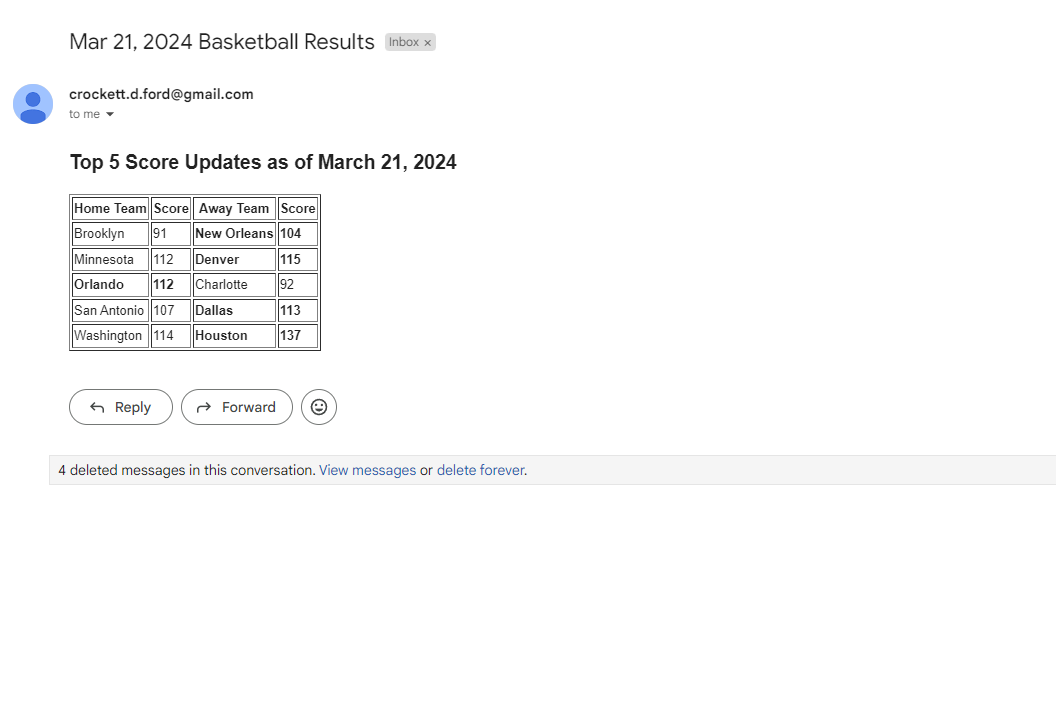 Mar 21, 2024 Basketball Results Inbox ×
crockett.d.ford@gmail.com
to me
Top 5 Score Updates as of March 21, 2024
Home Team Score Away Team Score
Brooklyn 91 New Orleans 104
Minnesota 112 Denver 115
Orlando 112 Charlotte 92
San Antonio 107 Dallas 113
Washington 114 Houston 137
Reply Forward
4 deleted messages in this conversation. View messages or delete forever.